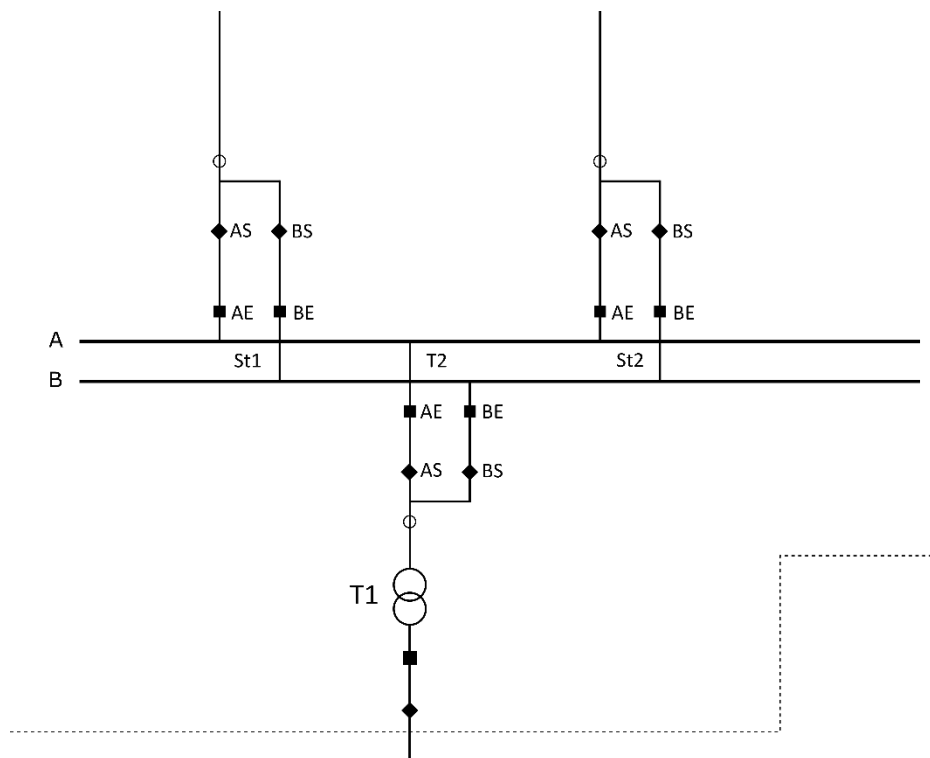 AS BS AS BS
AE BE AE BE
A
St1 T2 St2
B
AE BE
AS BS
T1